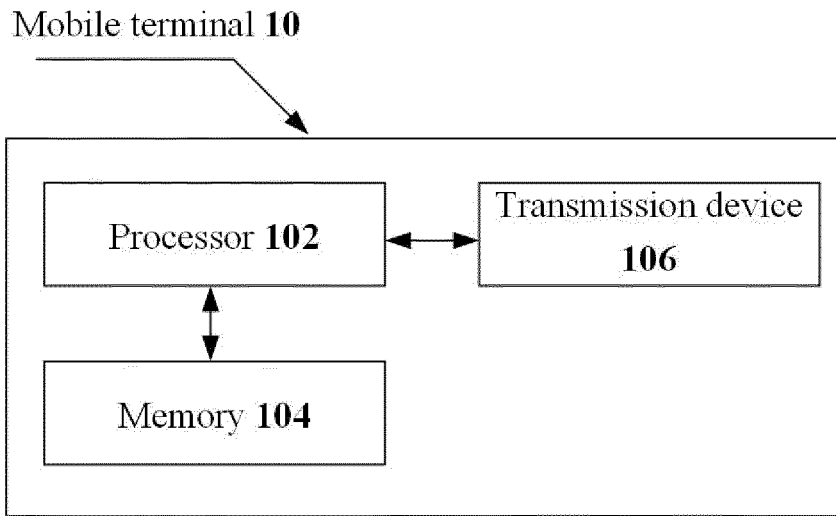 Mobile terminal 10
Processor 102
Transmission device
106
Memory 104